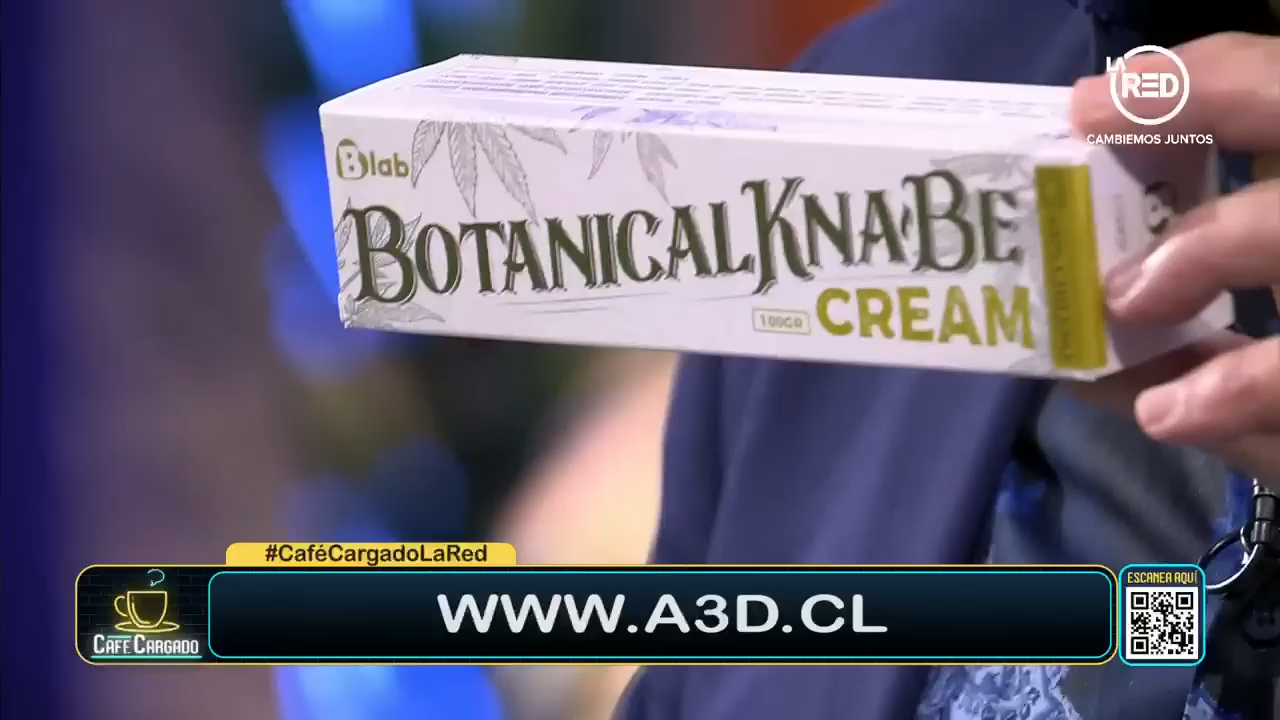 LA
RED
CAMBIEMOS JUNTOS
Blab
BOTANICAL KNA·BE
100GR
CREAM
#CaféCargadoLaRed
CAFÉ CARGADO
WWW.A3D.CL
ESCANEA AQUÍ